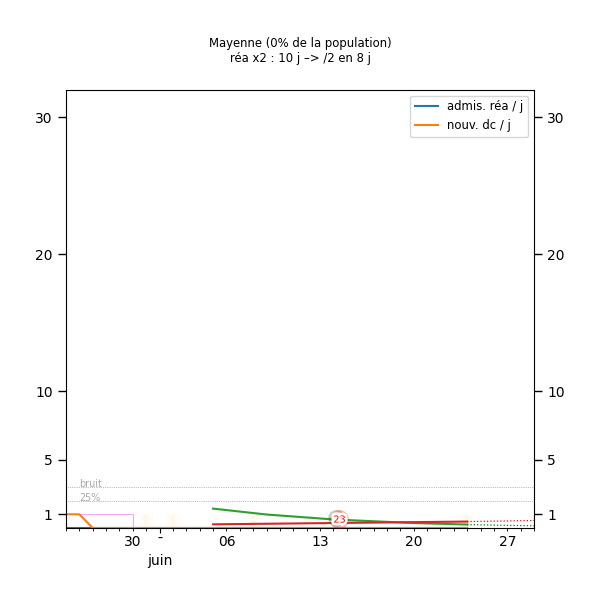 Mayenne (0% de la population)
réa x2 : 10 j –> /2 en 8 j
admis. réa / j
nouv. dc / j
30 30
20 20
10 10
5 5
bruit
25%
1 1
23
30 - 06 13 20 27
juin